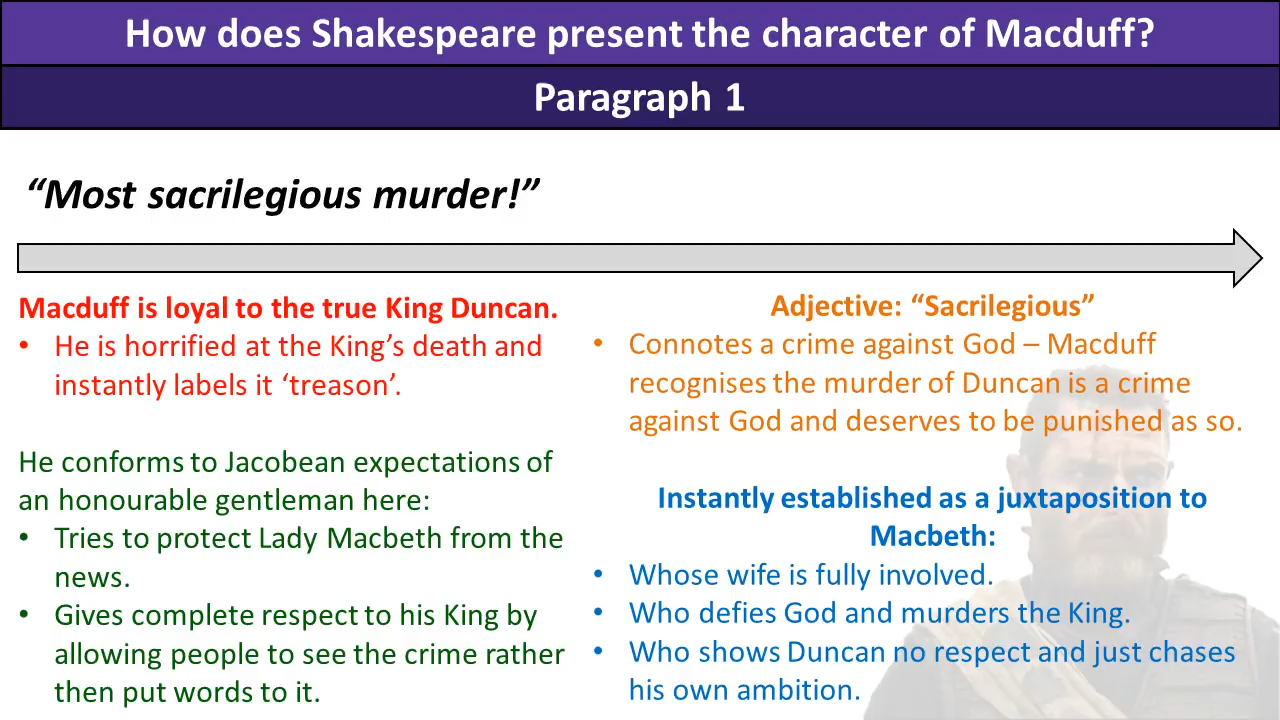 How does Shakespeare present the character of Macduff?
Paragraph 1
“Most sacrilegious murder!”
Macduff is loyal to the true King Duncan.
• He is horrified at the King’s death and
instantly labels it ‘treason’.
He conforms to Jacobean expectations of
an honourable gentleman here:
• Tries to protect Lady Macbeth from the
news.
• Gives complete respect to his King by
allowing people to see the crime rather
then put words to it.
Adjective: “Sacrilegious”
• Connotes a crime against God – Macduff
recognises the murder of Duncan is a crime
against God and deserves to be punished as so.
Instantly established as a juxtaposition to
Macbeth:
• Whose wife is fully involved.
• Who defies God and murders the King.
• Who shows Duncan no respect and just chases
his own ambition.